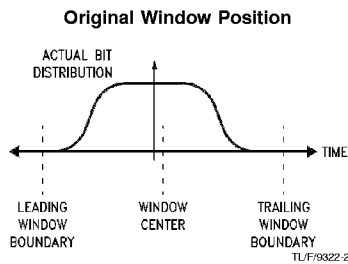 Original Window Position
ACTUAL BIT
DISTRIBUTION
TIME
LEADING
WINDOW
BOUNDARY
WINDOW
CENTER
TRAILING
WINDOW
BOUNDARY
TL/F/9322-2